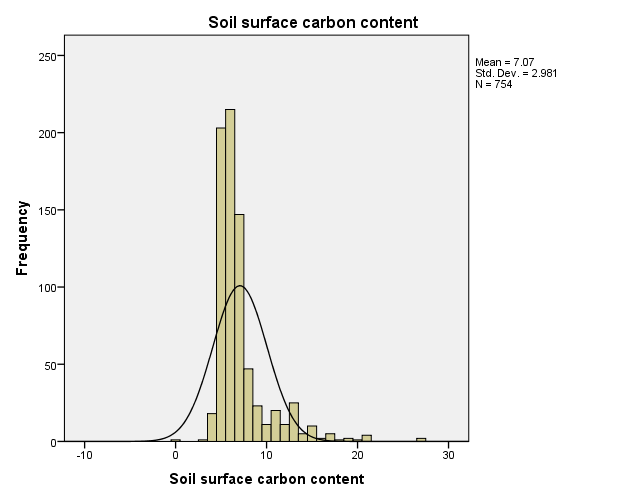 Soil surface carbon content
Mean = 7.07
Std. Dev. = 2.981
N = 754
250
200
150
100
50
0
Frequency
-10 0 10 20 30
Soil surface carbon content